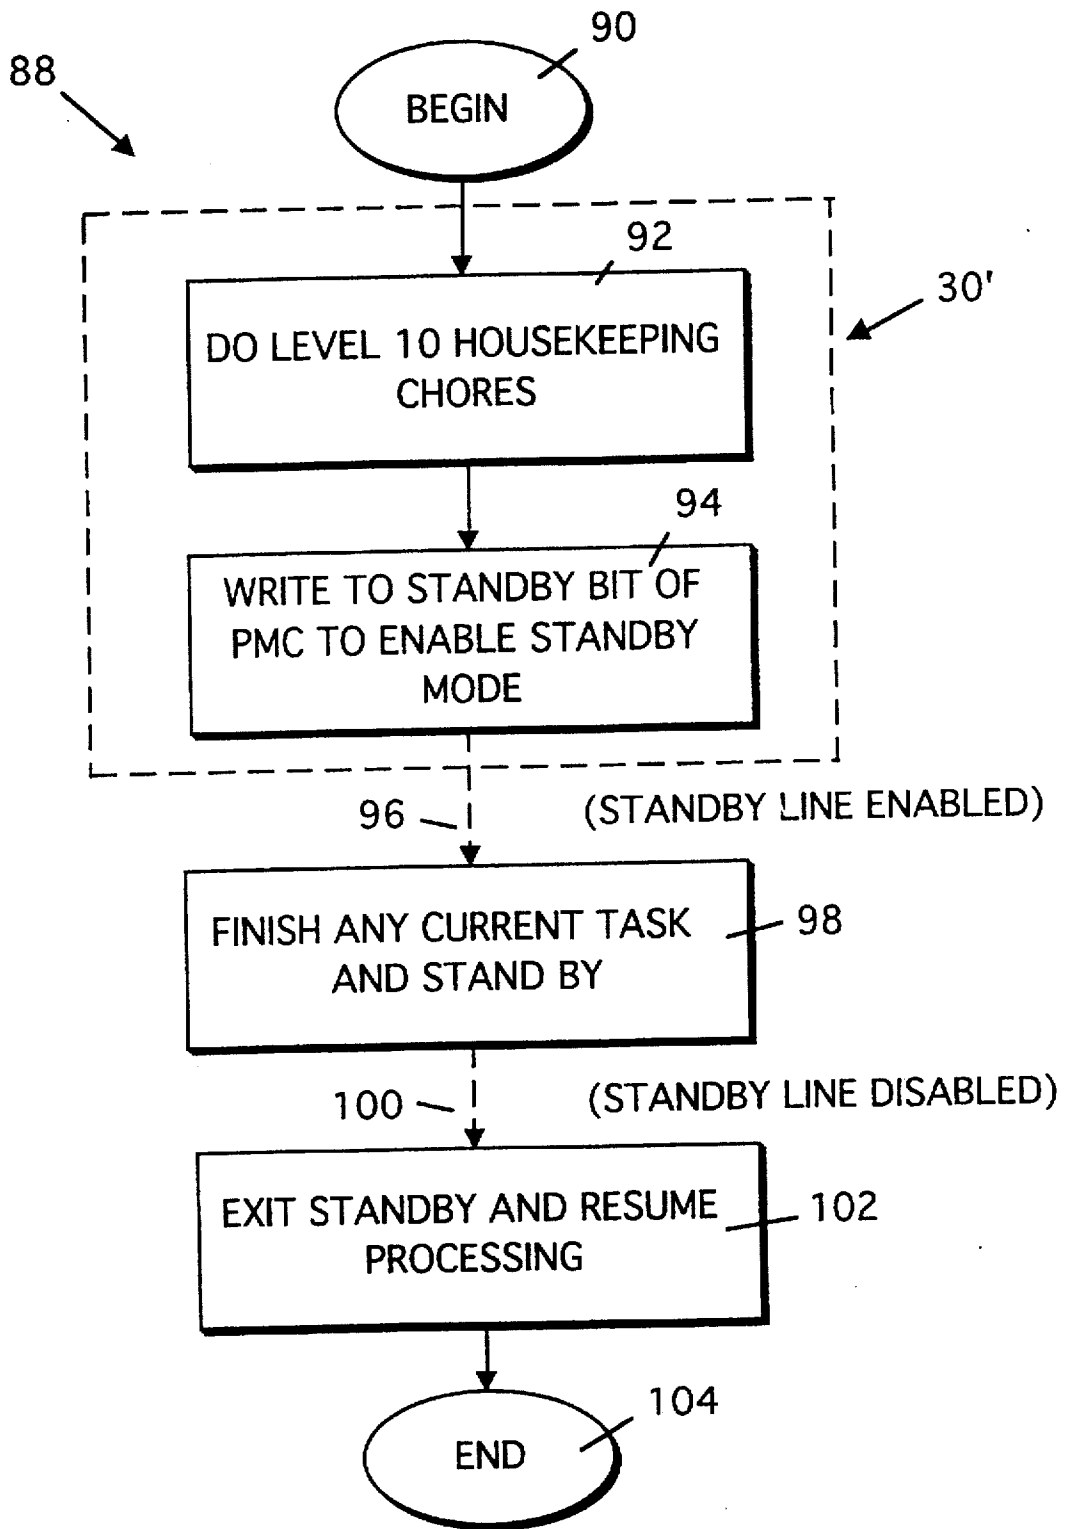 90
88
BEGIN
92
30'
DO LEVEL 10 HOUSEKEEPING
CHORES
94
WRITE TO STANDBY BIT OF
PMC TO ENABLE STANDBY
MODE
96
(STANDBY LINE ENABLED)
FINISH ANY CURRENT TASK
AND STAND BY
98
100
(STANDBY LINE DISABLED)
EXIT STANDBY AND RESUME
PROCESSING
102
104
END